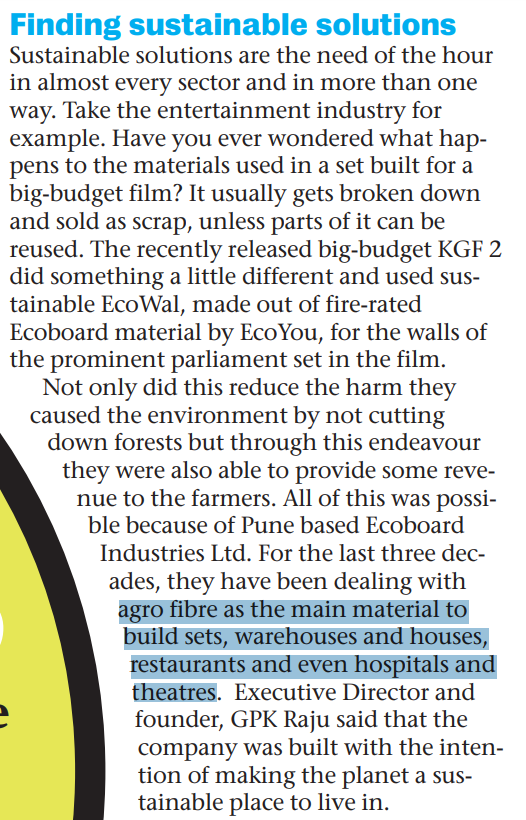 Finding sustainable solutions
Sustainable solutions are the need of the hour
in almost every sector and in more than one
way. Take the entertainment industry for
example. Have you ever wondered what hap-
pens to the materials used in a set built for a
big-budget film? It usually gets broken down
and sold as scrap, unless parts of it can be
reused. The recently released big-budget KGF 2
did something a little different and used sus-
tainable EcoWal, made out of fire-rated
Ecoboard material by EcoYou, for the walls of
the prominent parliament set in the film.
Not only did this reduce the harm they
caused the environment by not cutting
down forests but through this endeavour
they were also able to provide some reve-
nue to the farmers. All of this was possi-
ble because of Pune based Ecoboard
Industries Ltd. For the last three dec-
ades, they have been dealing with
agro fibre as the main material to
build sets, warehouses and houses,
restaurants and even hospitals and
theatres. Executive Director and
founder, GPK Raju said that the
company was built with the inten-
tion of making the planet a sus-
tainable place to live in.
e